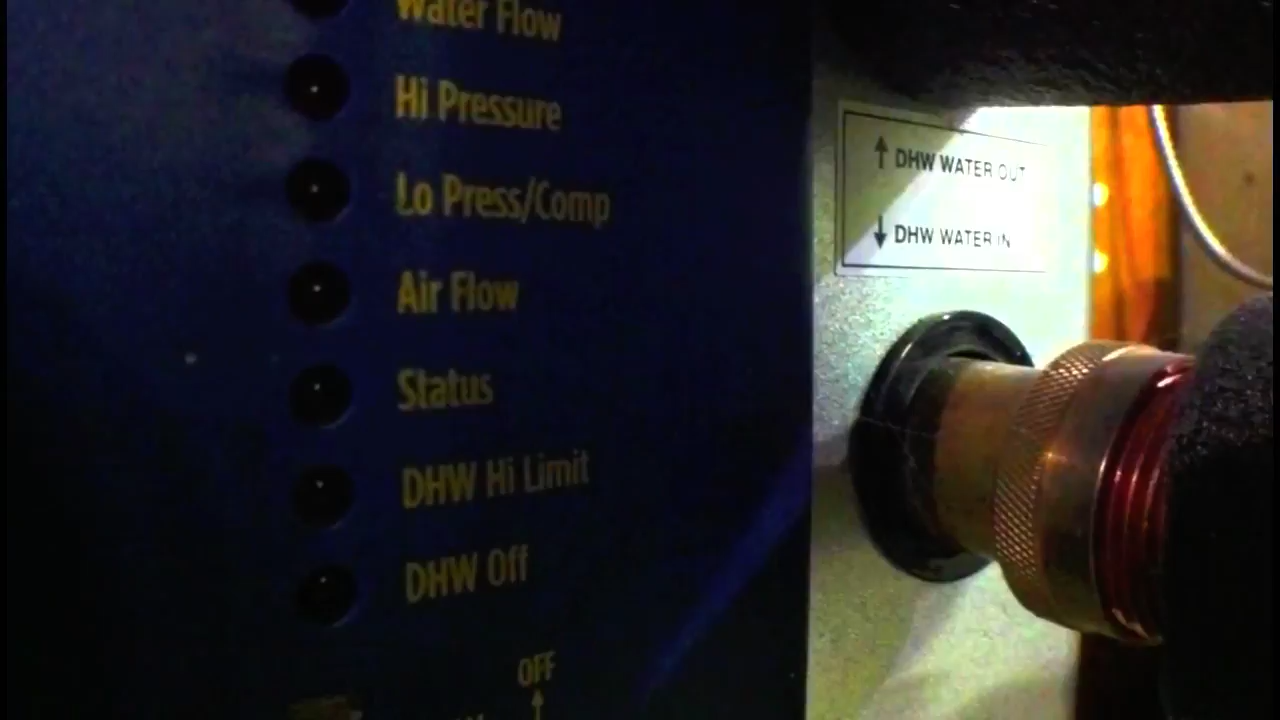 Water Flow
Hi Pressure
Lo Press/Comp
Air Flow
Status
DHW Hi Limit
DHW Off
OFF
↑
↑ DHW WATER OUT
↓ DHW WATER IN